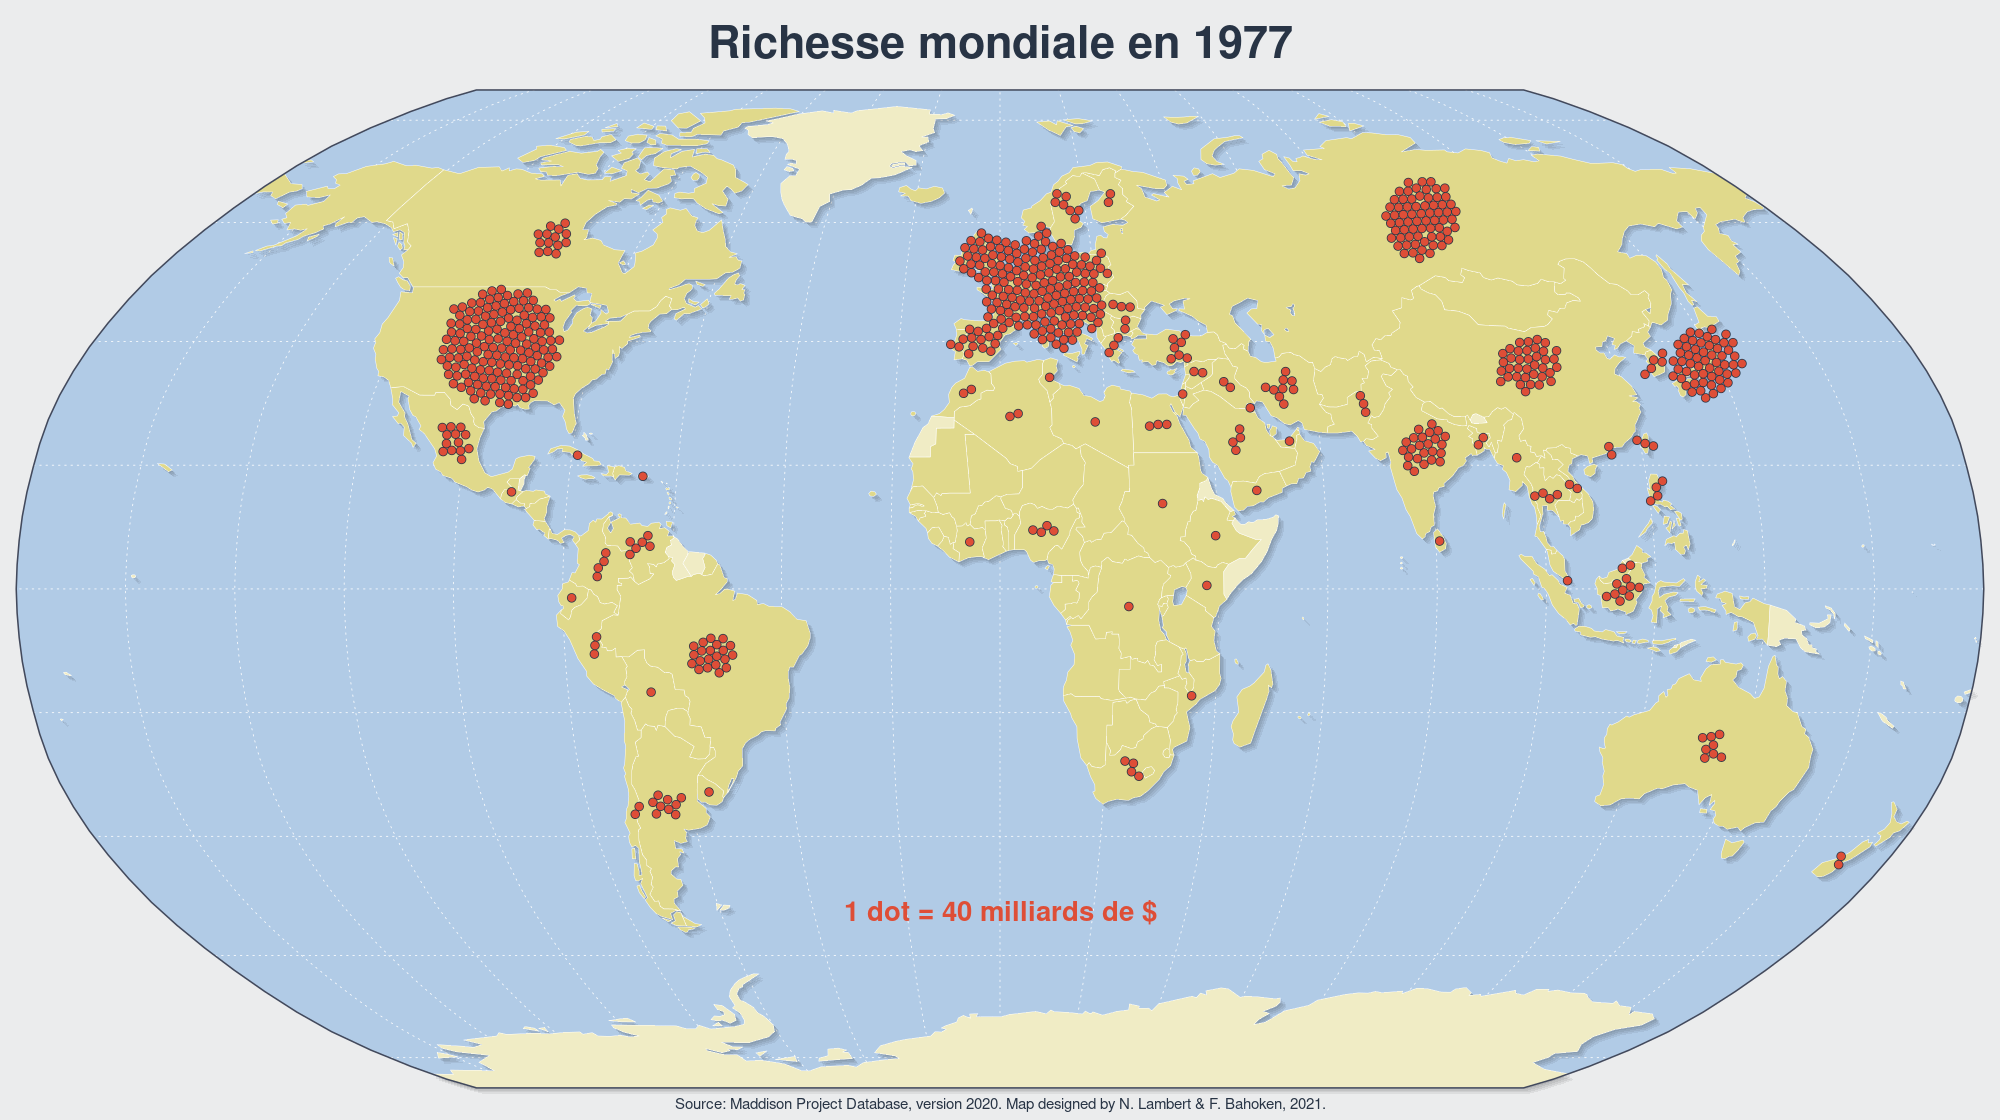 Richesse mondiale en 1977
1 dot = 40 milliards de $
Source: Maddison Project Database, version 2020. Map designed by N. Lambert & F. Bahoken, 2021.